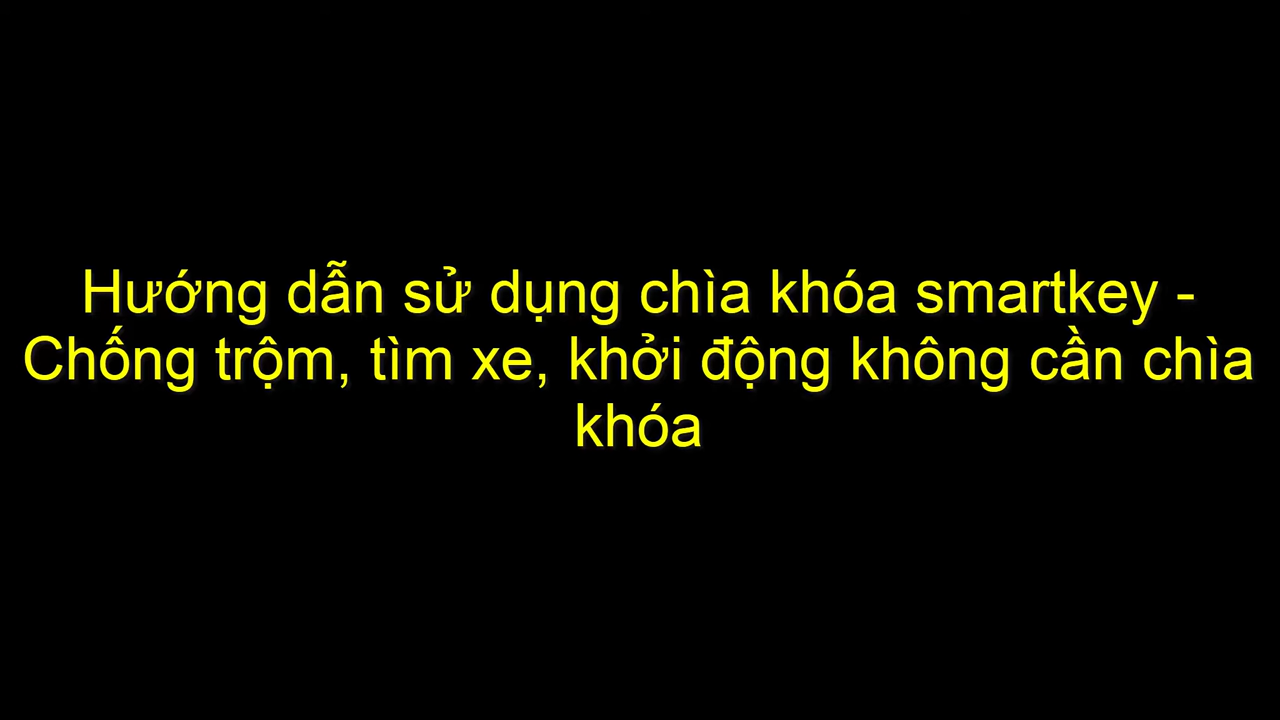 Hướng dẫn sử dụng chìa khóa smartkey -
Chống trộm, tìm xe, khởi động không cần chìa
khóa